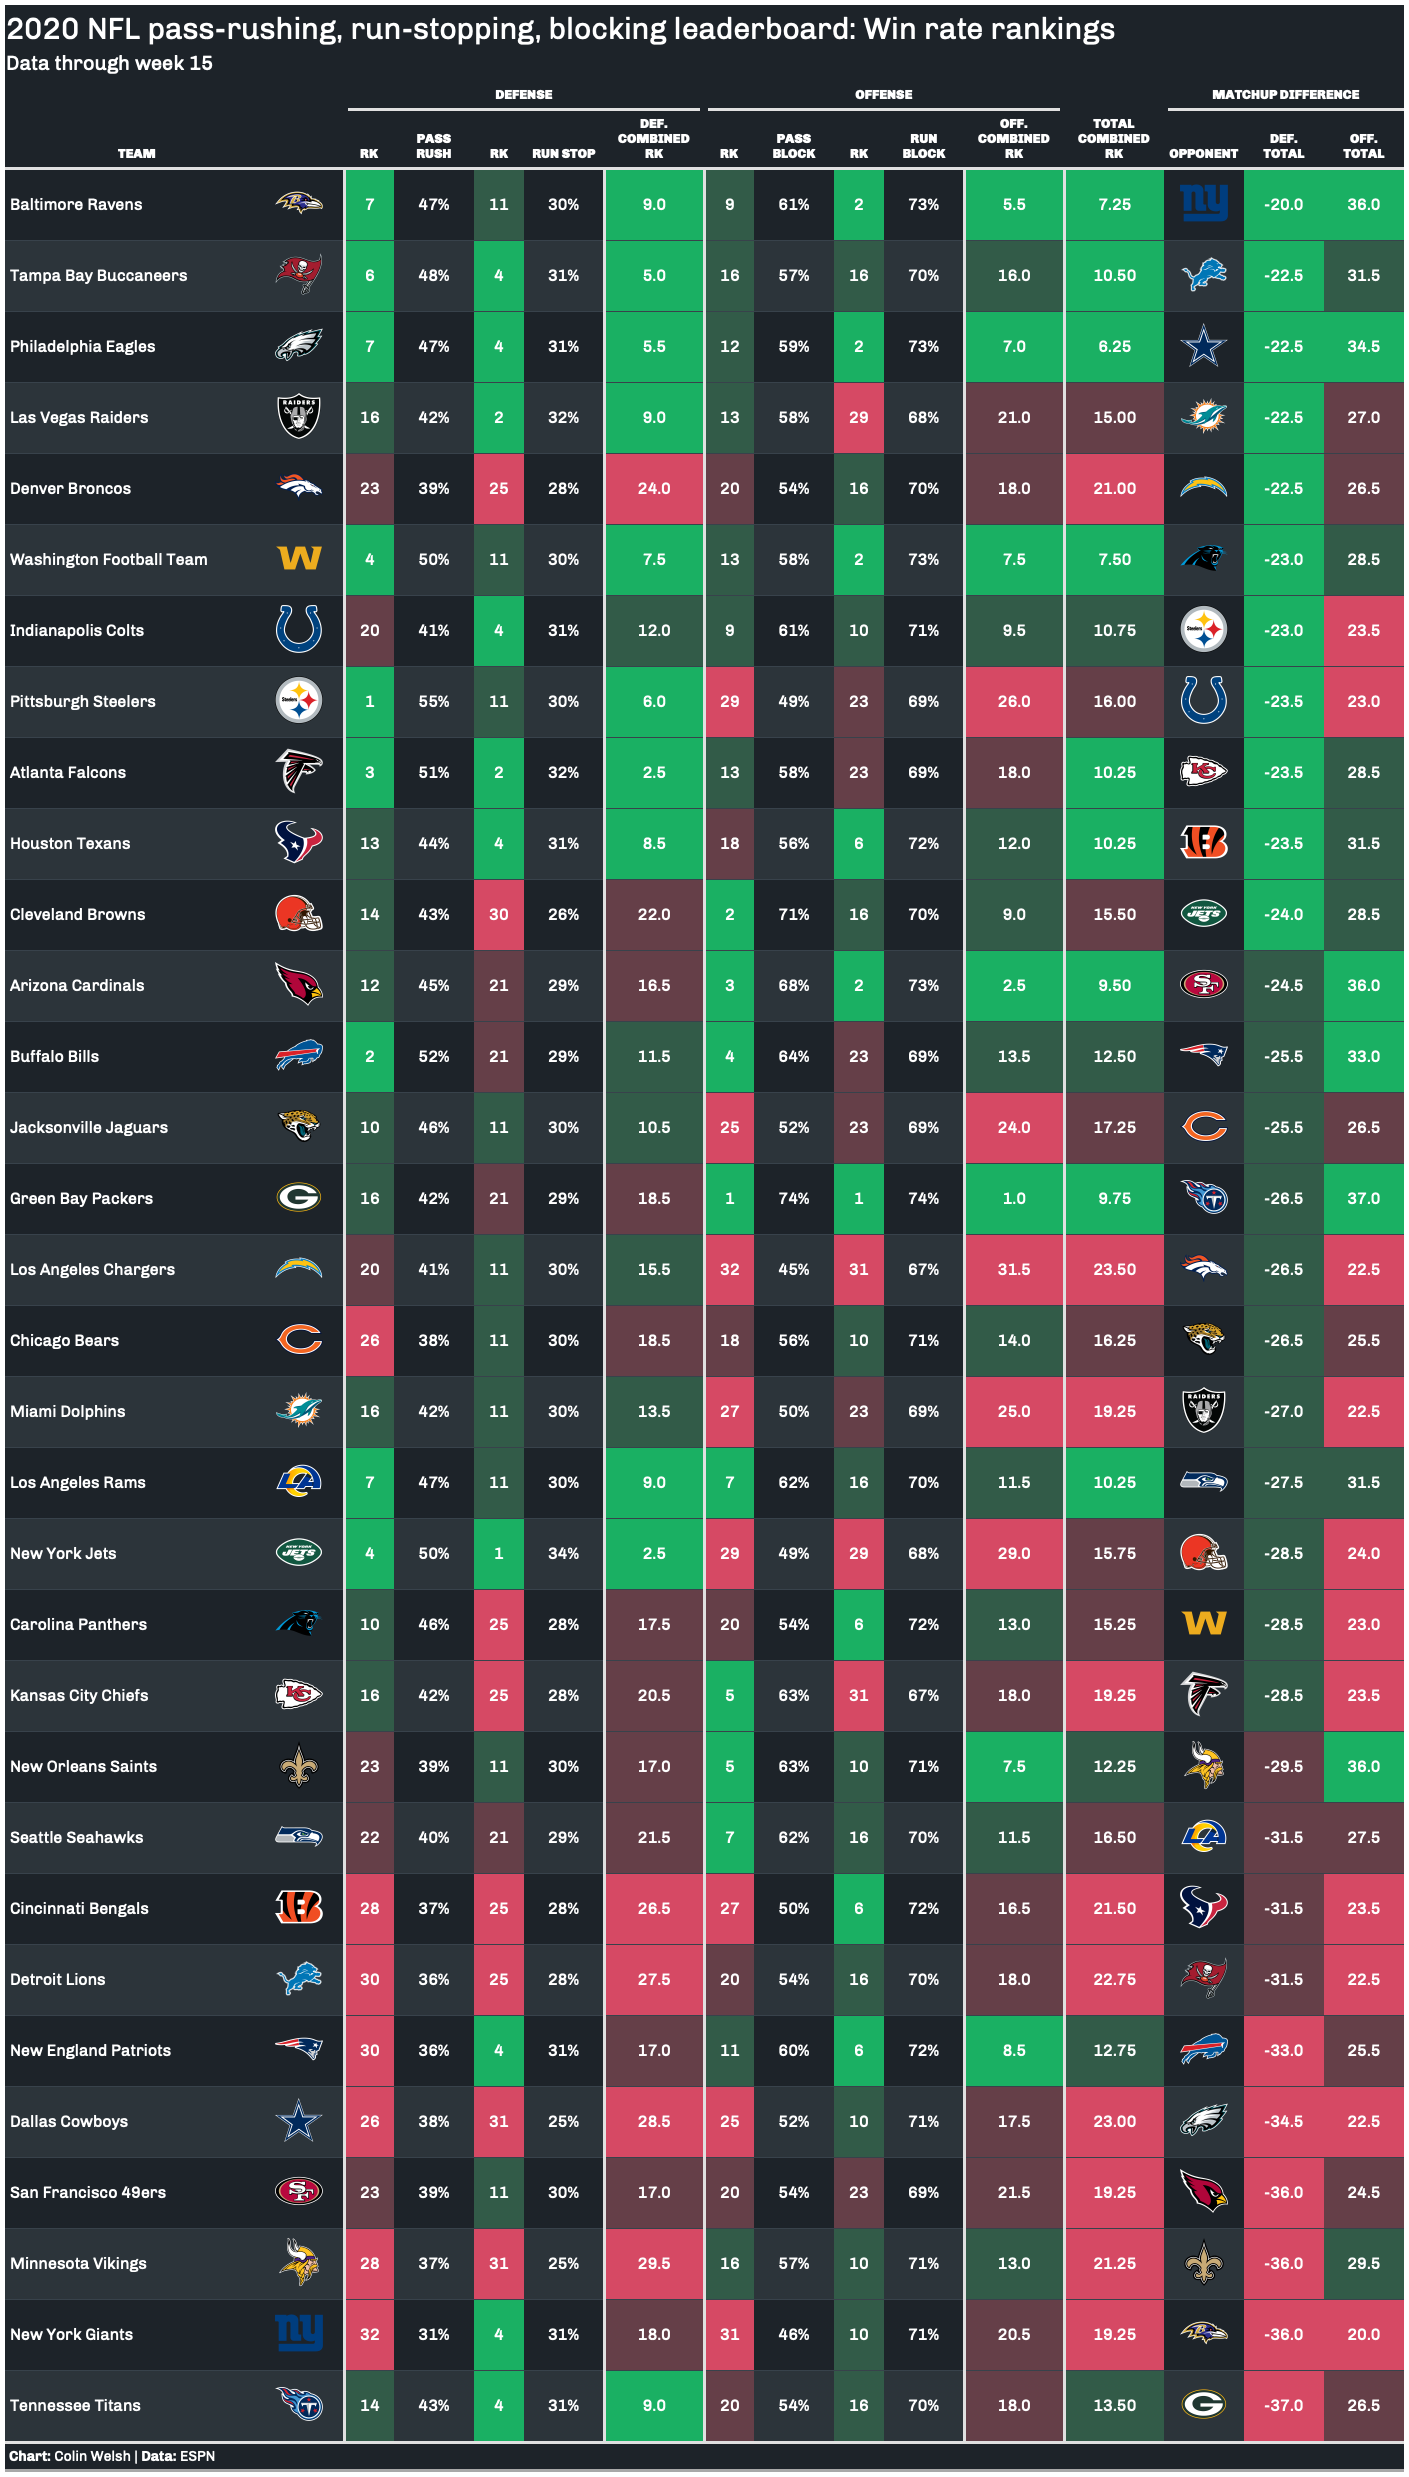 2020 NFL pass-rushing, run-stopping, blocking leaderboard: Win rate rankings
Data through week 15
DEFENSE OFFENSE MATCHUP DIFFERENCE
TEAM RK PASS RUSH RK RUN STOP DEF. COMBINED RK RK PASS BLOCK RK RUN BLOCK OFF. COMBINED RK TOTAL COMBINED RK OPPONENT DEF. TOTAL OFF. TOTAL
Baltimore Ravens 7 47% 11 30% 9.0 9 61% 2 73% 5.5 7.25 ny -20.0 36.0
Tampa Bay Buccaneers 6 48% 4 31% 5.0 16 57% 16 70% 16.0 10.50 -22.5 31.5
Philadelphia Eagles 7 47% 4 31% 5.5 12 59% 2 73% 7.0 6.25 -22.5 34.5
Las Vegas Raiders RAIDERS 16 42% 2 32% 9.0 13 58% 29 68% 21.0 15.00 -22.5 27.0
Denver Broncos 23 39% 25 28% 24.0 20 54% 16 70% 18.0 21.00 -22.5 26.5
Washington Football Team W 4 50% 11 30% 7.5 13 58% 2 73% 7.5 7.50 -23.0 28.5
Indianapolis Colts 20 41% 4 31% 12.0 9 61% 10 71% 9.5 10.75 Steelers -23.0 23.5
Pittsburgh Steelers Steelers 1 55% 11 30% 6.0 29 49% 23 69% 26.0 16.00 -23.5 23.0
Atlanta Falcons 3 51% 2 32% 2.5 13 58% 23 69% 18.0 10.25 KC -23.5 28.5
Houston Texans 13 44% 4 31% 8.5 18 56% 6 72% 12.0 10.25 B -23.5 31.5
Cleveland Browns 14 43% 30 26% 22.0 2 71% 16 70% 9.0 15.50 NEW YORK JETS -24.0 28.5
Arizona Cardinals 12 45% 21 29% 16.5 3 68% 2 73% 2.5 9.50 SF -24.5 36.0
Buffalo Bills 2 52% 21 29% 11.5 4 64% 23 69% 13.5 12.50 -25.5 33.0
Jacksonville Jaguars 10 46% 11 30% 10.5 25 52% 23 69% 24.0 17.25 C -25.5 26.5
Green Bay Packers G 16 42% 21 29% 18.5 1 74% 1 74% 1.0 9.75 T -26.5 37.0
Los Angeles Chargers 20 41% 11 30% 15.5 32 45% 31 67% 31.5 23.50 -26.5 22.5
Chicago Bears C 26 38% 11 30% 18.5 18 56% 10 71% 14.0 16.25 -26.5 25.5
Miami Dolphins 16 42% 11 30% 13.5 27 50% 23 69% 25.0 19.25 RAIDERS -27.0 22.5
Los Angeles Rams LA 7 47% 11 30% 9.0 7 62% 16 70% 11.5 10.25 -27.5 31.5
New York Jets NEW YORK JETS 4 50% 1 34% 2.5 29 49% 29 68% 29.0 15.75 -28.5 24.0
Carolina Panthers 10 46% 25 28% 17.5 20 54% 6 72% 13.0 15.25 W -28.5 23.0
Kansas City Chiefs KC 16 42% 25 28% 20.5 5 63% 31 67% 18.0 19.25 -28.5 23.5
New Orleans Saints 23 39% 11 30% 17.0 5 63% 10 71% 7.5 12.25 -29.5 36.0
Seattle Seahawks 22 40% 21 29% 21.5 7 62% 16 70% 11.5 16.50 LA -31.5 27.5
Cincinnati Bengals B 28 37% 25 28% 26.5 27 50% 6 72% 16.5 21.50 -31.5 23.5
Detroit Lions 30 36% 25 28% 27.5 20 54% 16 70% 18.0 22.75 -31.5 22.5
New England Patriots 30 36% 4 31% 17.0 11 60% 6 72% 8.5 12.75 -33.0 25.5
Dallas Cowboys 26 38% 31 25% 28.5 25 52% 10 71% 17.5 23.00 -34.5 22.5
San Francisco 49ers SF 23 39% 11 30% 17.0 20 54% 23 69% 21.5 19.25 -36.0 24.5
Minnesota Vikings 28 37% 31 25% 29.5 16 57% 10 71% 13.0 21.25 -36.0 29.5
New York Giants ny 32 31% 4 31% 18.0 31 46% 10 71% 20.5 19.25 -36.0 20.0
Tennessee Titans T 14 43% 4 31% 9.0 20 54% 16 70% 18.0 13.50 G -37.0 26.5
Chart: Colin Welsh | Data: ESPN